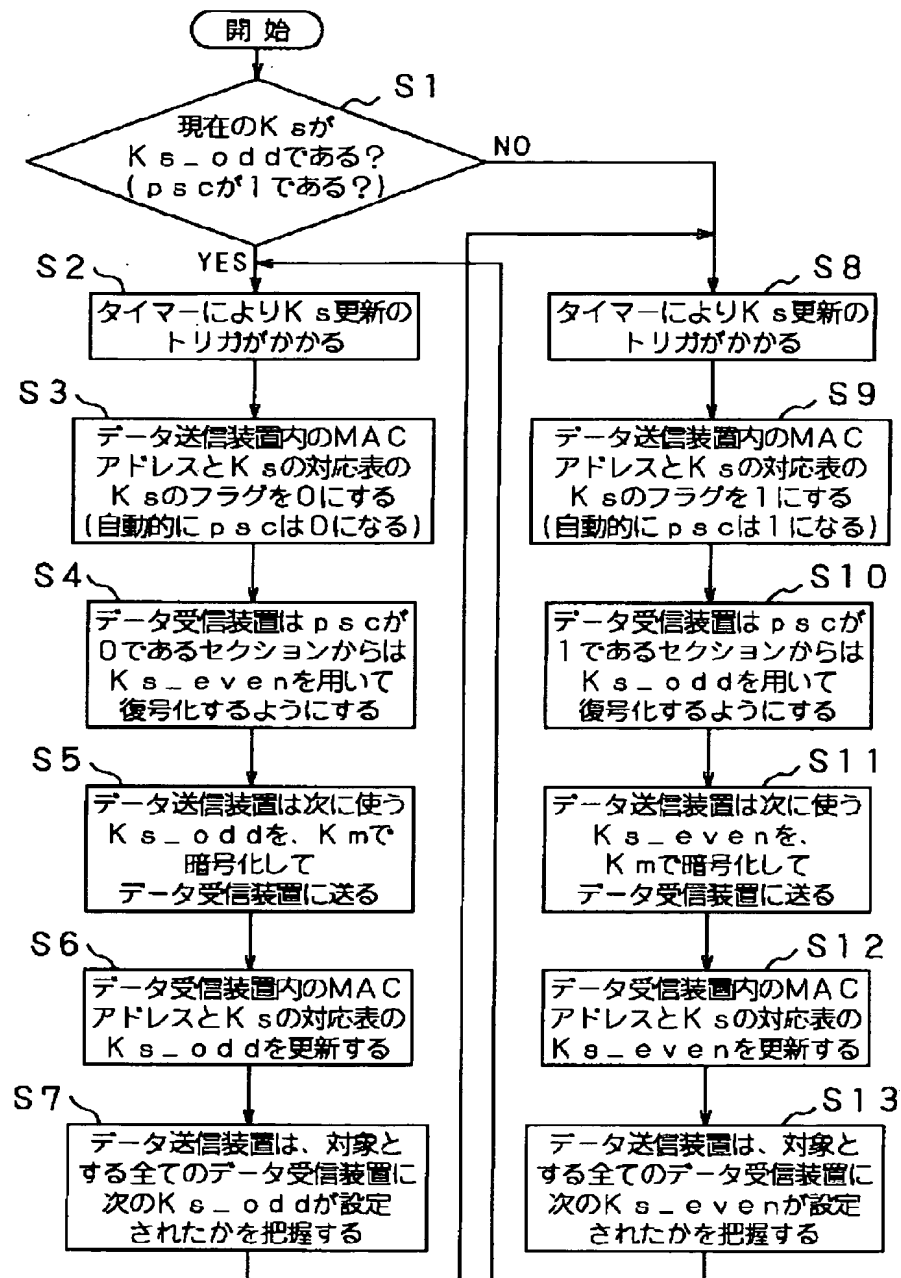 開始
S1
現在のKsが
Ks_oddである?
(pscが1である?)
NO
YES
S2
タイマーによりKs更新の
トリガがかかる
S3
データ送信装置内のMAC
アドレスとKsの対応表の
Ksのフラグを0にする
(自動的にpscは0になる)
S4
データ受信装置はpscが
0であるセクションからは
Ks_evenを用いて
復号化するようにする
S5
データ送信装置は次に使う
Ks_oddを、Kmで
暗号化して
データ受信装置に送る
S6
データ受信装置内のMAC
アドレスとKsの対応表の
Ks_oddを更新する
S7
データ送信装置は、対象と
する全てのデータ受信装置に
次のKs_oddが設定
されたかを把握する
S8
タイマーによりKs更新の
トリガがかかる
S9
データ送信装置内のMAC
アドレスとKsの対応表の
Ksのフラグを1にする
(自動的にpscは1になる)
S10
データ受信装置はpscが
1であるセクションからは
Ks_oddを用いて
復号化するようにする
S11
データ送信装置は次に使う
Ks_evenを、
Kmで暗号化して
データ受信装置に送る
S12
データ受信装置内のMAC
アドレスとKsの対応表の
Ks_evenを更新する
S13
データ送信装置は、対象と
する全てのデータ受信装置に
次のKs_evenが設定
されたかを把握する